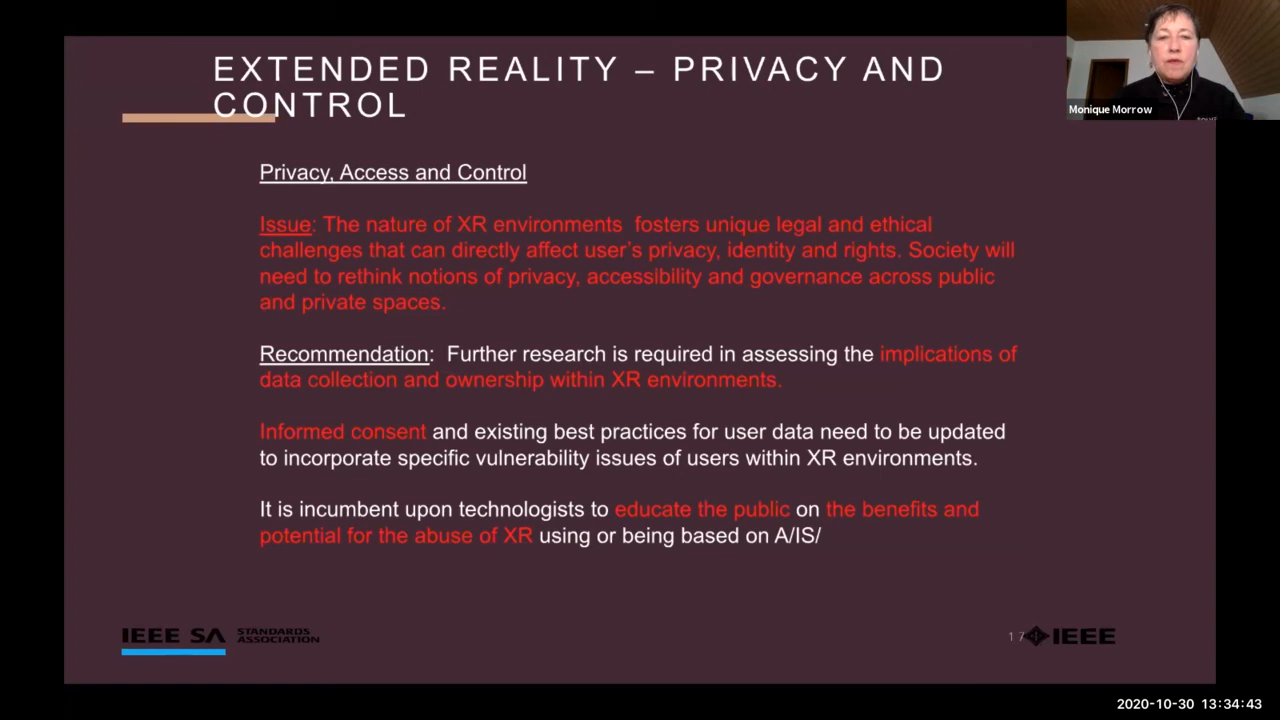 EXTENDED REALITY – PRIVACY AND
CONTROL
Monique Morrow
Privacy, Access and Control
Issue: The nature of XR environments fosters unique legal and ethical
challenges that can directly affect user's privacy, identity and rights. Society will
need to rethink notions of privacy, accessibility and governance across public
and private spaces.
Recommendation: Further research is required in assessing the implications of
data collection and ownership within XR environments.
Informed consent and existing best practices for user data need to be updated
to incorporate specific vulnerability issues of users within XR environments.
It is incumbent upon technologists to educate the public on the benefits and
potential for the abuse of XR using or being based on A/IS/
IEEE SA STANDARDS
ASSOCIATION
17
IEEE
2020-10-30 13:34:43